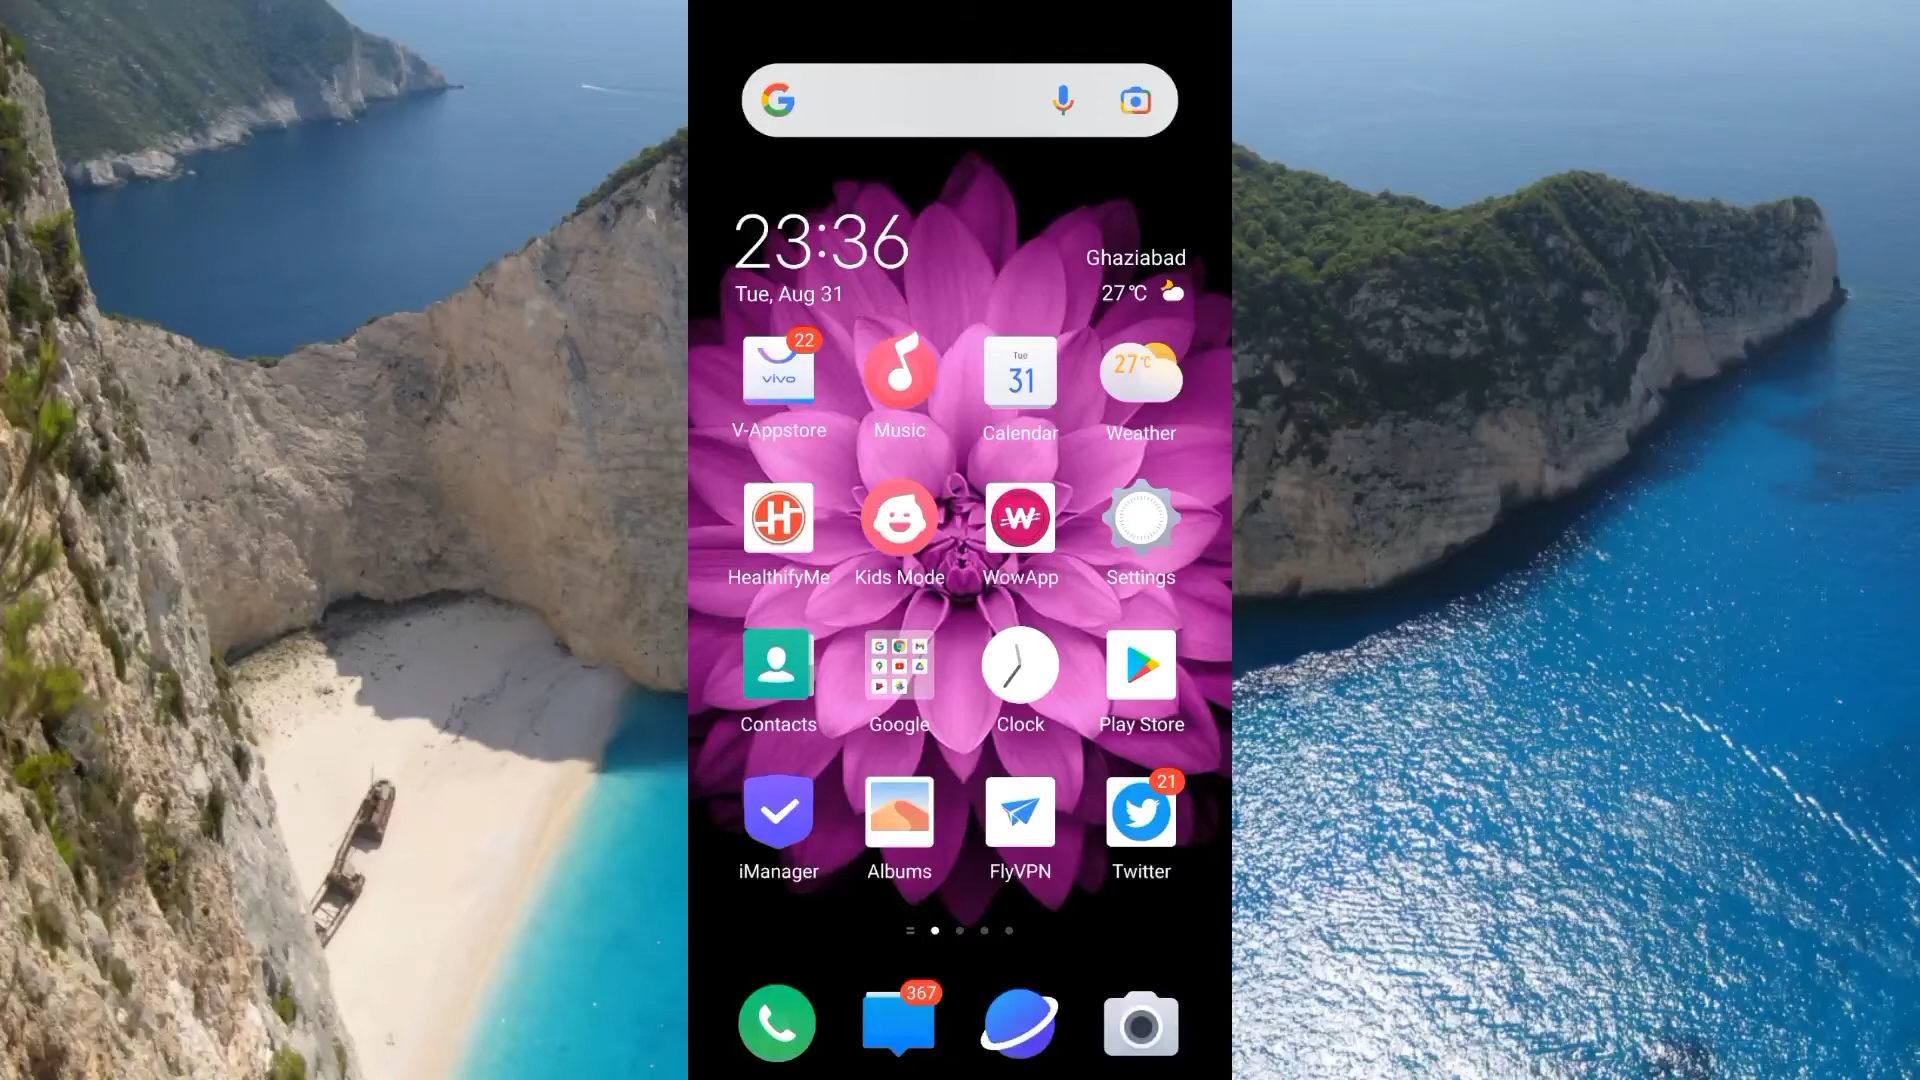 23:36
Tue, Aug 31
Ghaziabad
27°C
22
vivo
Tue
31
27°C
V-Appstore
Music
Calendar
Weather
HealthifyMe
Kids Mode
WowApp
Settings
Contacts
Google
Clock
Play Store
21
iManager
Albums
FlyVPN
Twitter
367